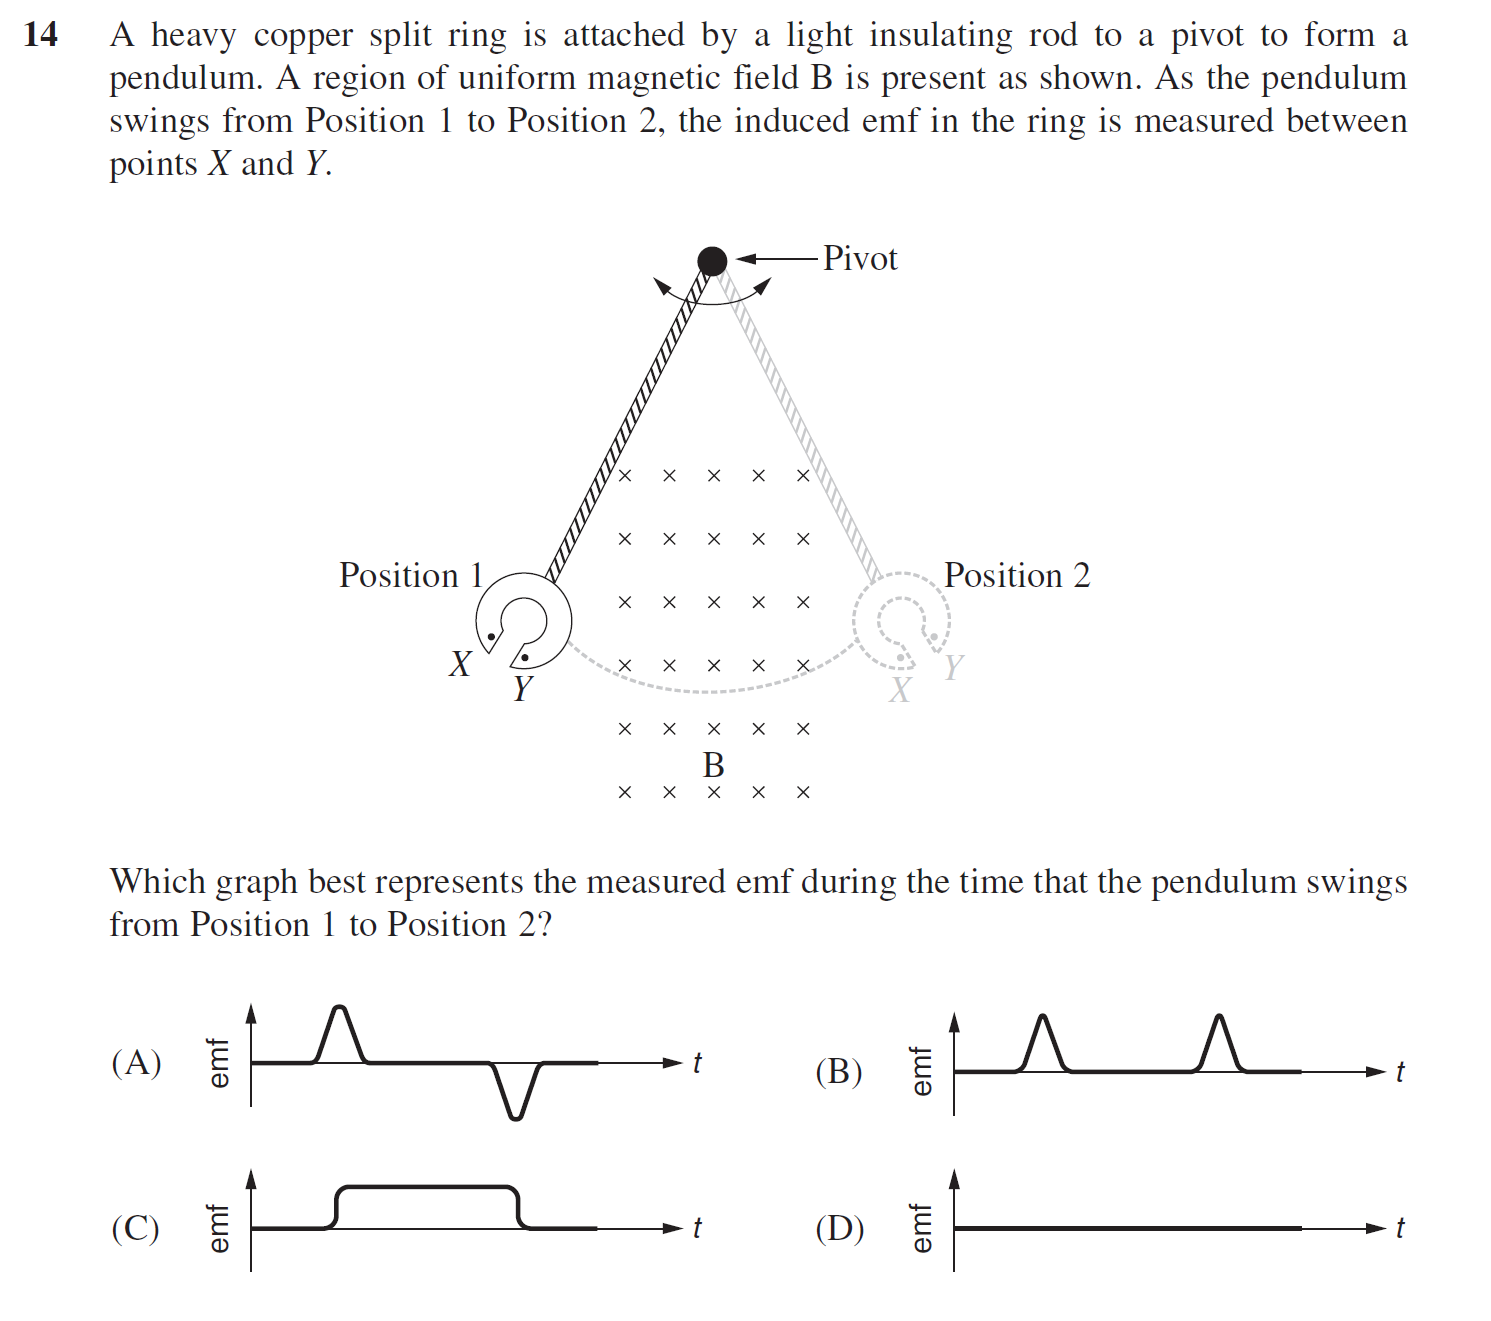 14 A heavy copper split ring is attached by a light insulating rod to a pivot to form a
pendulum. A region of uniform magnetic field B is present as shown. As the pendulum
swings from Position 1 to Position 2, the induced emf in the ring is measured between
points X and Y.
Pivot
× × × × ×
× × × × ×
Position 1
Position 2
× × × × ×
X
Y
× × × × ×
X
Y
× × × × ×
B
× × × × ×
Which graph best represents the measured emf during the time that the pendulum swings
from Position 1 to Position 2?
(A) emf t
(B) emf t
(C) emf t
(D) emf t